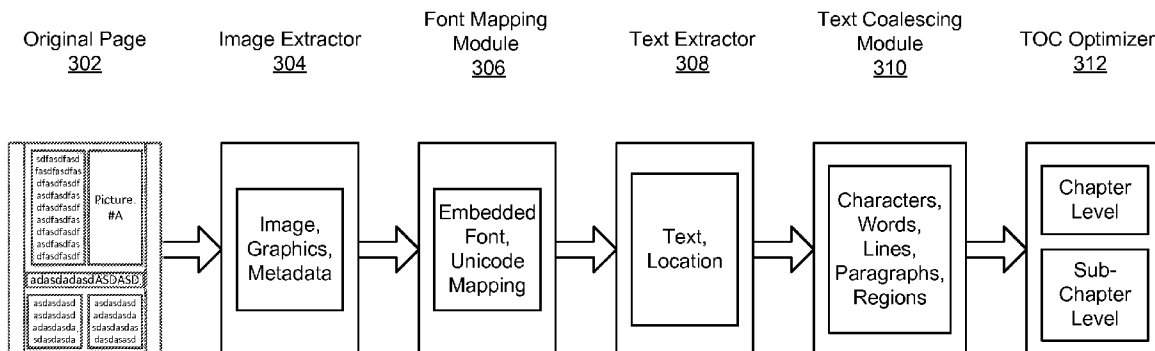 Original Page
302
Image Extractor
304
Font Mapping
Module
306
Text Extractor
308
Text Coalescing
Module
310
TOC Optimizer
312
sdfasdfasd
fasdfasdfas
dfasdfasdf
asdfasdfas
dfasdfasdf
asdfasdfas
dfasdfasdf
asdfasdfas
dfasdfasdf
Picture.
#A
adasdadasdASDASD
asdasdasd
asdasdasd
adasdasda,
sdasdasda
asdasdasd
adasdasda
sdasdasdas
dasdasasd
Image,
Graphics,
Metadata
Embedded
Font,
Unicode
Mapping
Text,
Location
Characters,
Words,
Lines,
Paragraphs,
Regions
Chapter
Level
Sub-
Chapter
Level